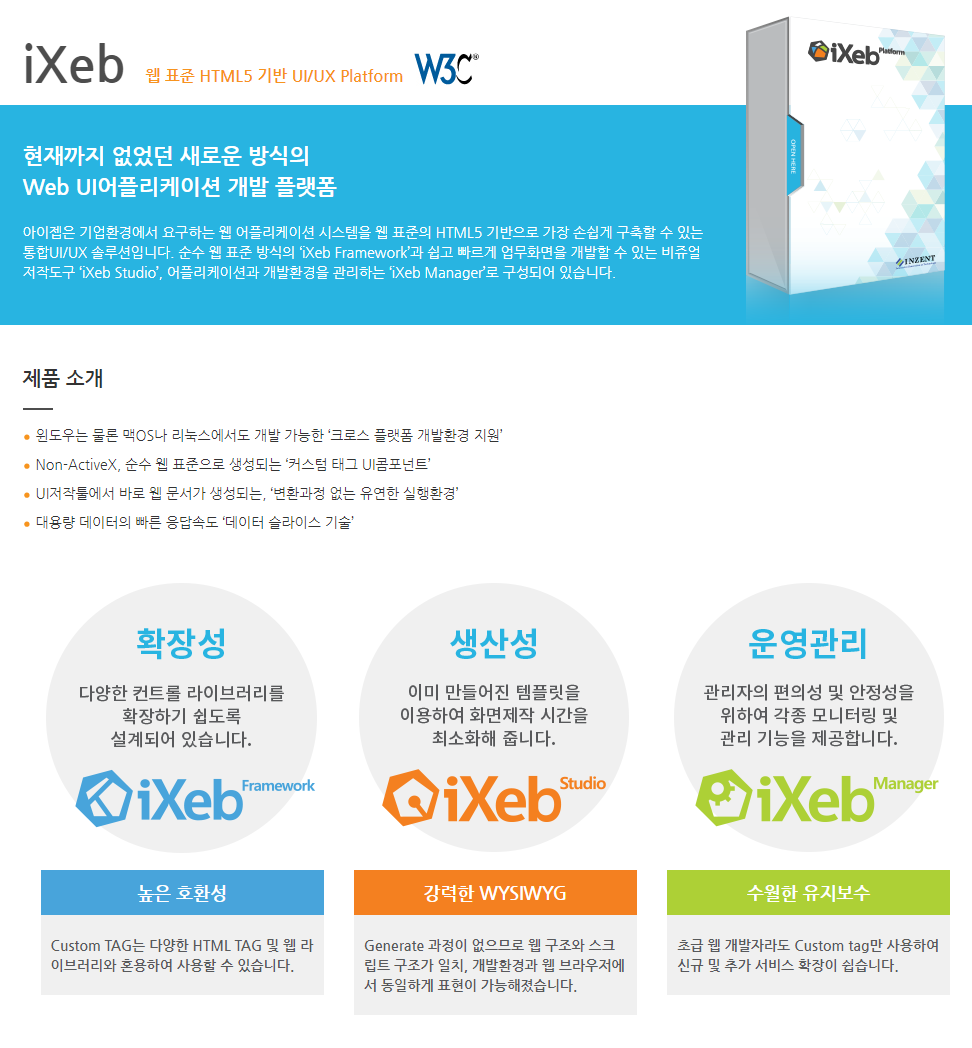 iXeb 웹 표준 HTML5 기반 UI/UX Platform W3C®
iXeb Platform
OPEN HERE
INZENT
현재까지 없었던 새로운 방식의
Web UI어플리케이션 개발 플랫폼
아이젭은 기업환경에서 요구하는 웹 어플리케이션 시스템을 웹 표준의 HTML5 기반으로 가장 손쉽게 구축할 수 있는
통합UI/UX 솔루션입니다. 순수 웹 표준 방식의 ‘iXeb Framework’과 쉽고 빠르게 업무화면을 개발할 수 있는 비쥬얼
저작도구 ‘iXeb Studio’, 어플리케이션과 개발환경을 관리하는 ‘iXeb Manager’로 구성되어 있습니다.
제품 소개
• 윈도우는 물론 맥OS나 리눅스에서도 개발 가능한 ‘크로스 플랫폼 개발환경 지원’
• Non-ActiveX, 순수 웹 표준으로 생성되는 ‘커스텀 태그 UI콤포넌트’
• UI저작툴에서 바로 웹 문서가 생성되는, ‘변환과정 없는 유연한 실행환경’
• 대용량 데이터의 빠른 응답속도 ‘데이터 슬라이스 기술’
확장성
다양한 컨트롤 라이브러리를
확장하기 쉽도록
설계되어 있습니다.
iXeb Framework
높은 호환성
Custom TAG는 다양한 HTML TAG 및 웹 라
이브러리와 혼용하여 사용할 수 있습니다.
생산성
이미 만들어진 템플릿을
이용하여 화면제작 시간을
최소화해 줍니다.
iXeb Studio
강력한 WYSIWYG
Generate 과정이 없으므로 웹 구조와 스크
립트 구조가 일치, 개발환경과 웹 브라우저에
서 동일하게 표현이 가능해졌습니다.
운영관리
관리자의 편의성 및 안정성을
위하여 각종 모니터링 및
관리 기능을 제공합니다.
iXeb Manager
수월한 유지보수
초급 웹 개발자라도 Custom tag만 사용하여
신규 및 추가 서비스 확장이 쉽습니다.